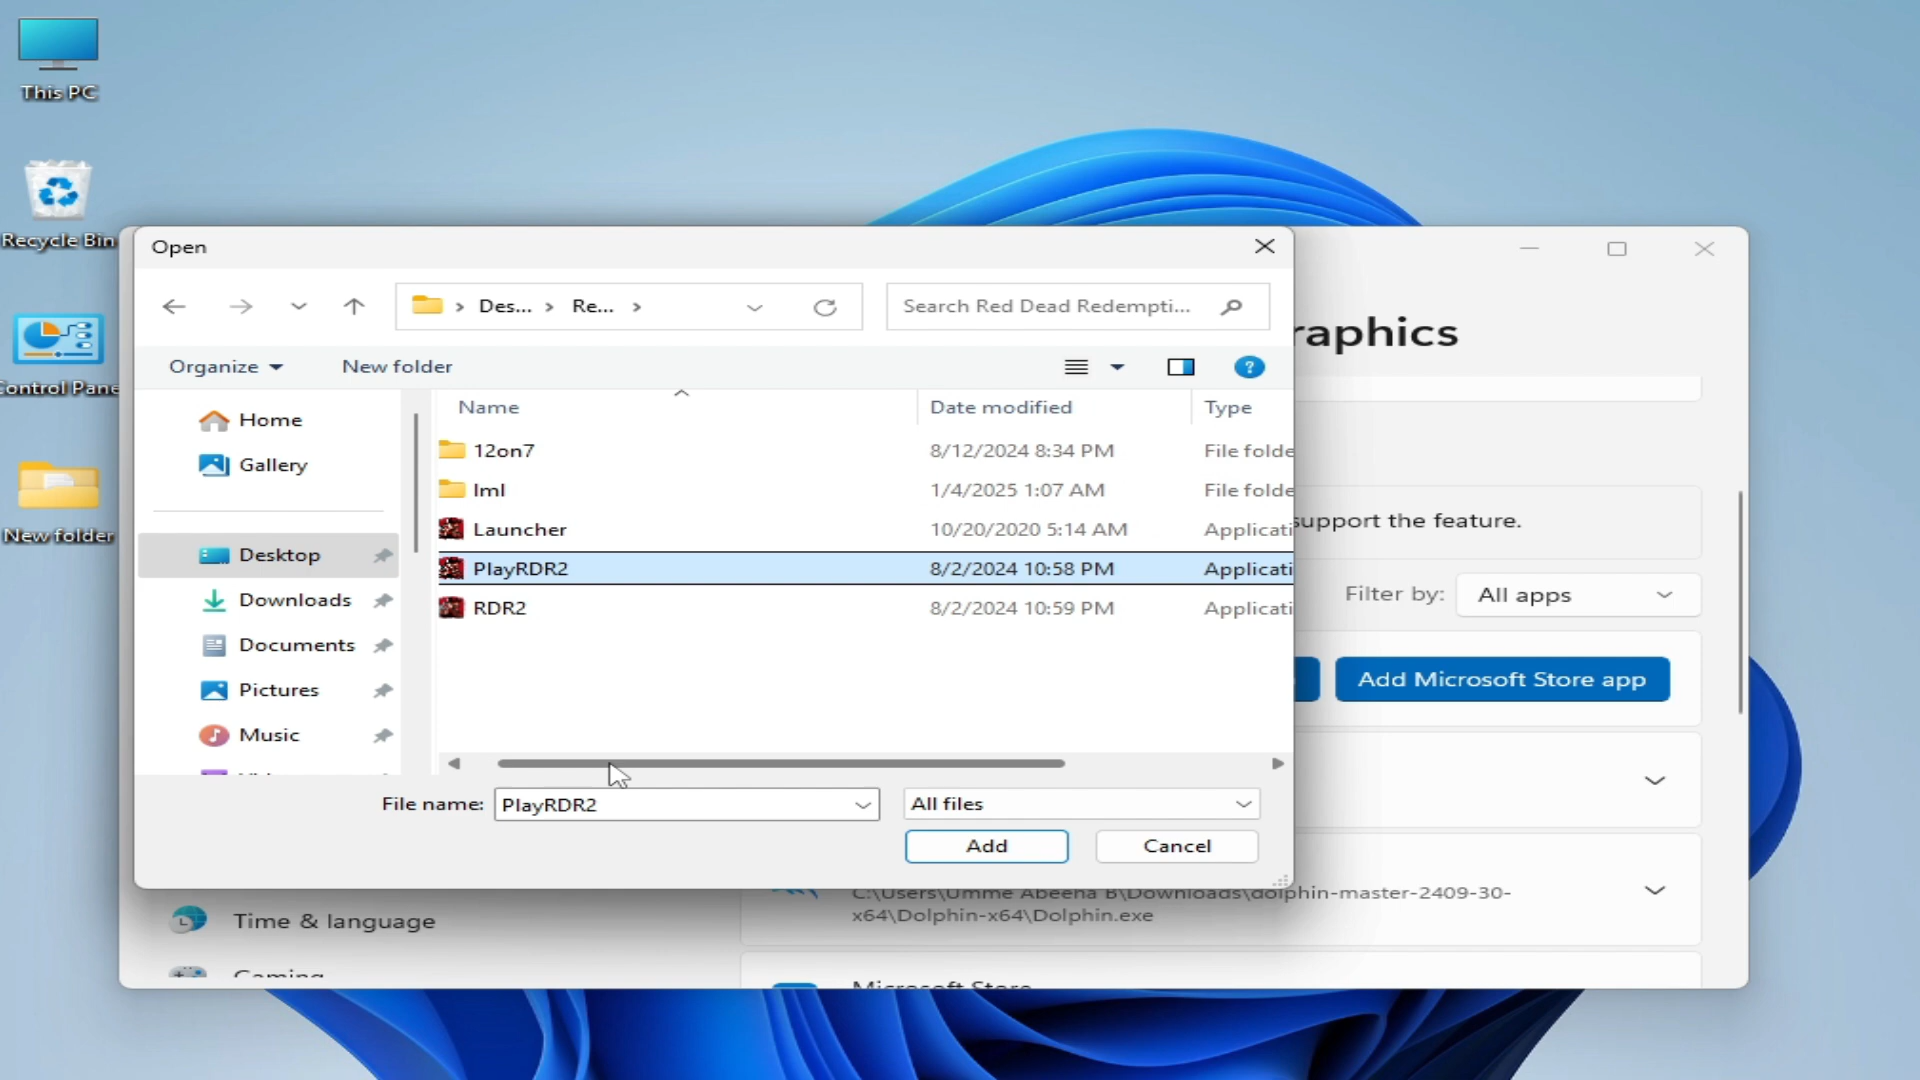 This PC
Recycle Bin
Control Pane
New folder
Open
Des... > Re... >
Search Red Dead Redempti...
Organize
New folder
?
Home
Gallery
Desktop
Downloads
Documents
Pictures
Music
Name
Date modified
Type
12on7
8/12/2024 8:34 PM
File folde
lml
1/4/2025 1:07 AM
File folde
Launcher
10/20/2020 5:14 AM
Applicati
PlayRDR2
8/2/2024 10:58 PM
Applicati
RDR2
8/2/2024 10:59 PM
Applicati
File name:
PlayRDR2
All files
Add
Cancel
raphics
support the feature.
Filter by:
All apps
Add Microsoft Store app
C:\Users\Umme Abeeha B\Downloads\dolphin-master-2409-30-
x64\Dolphin-x64\Dolphin.exe
Microsoft Store
Time & language
Gaming